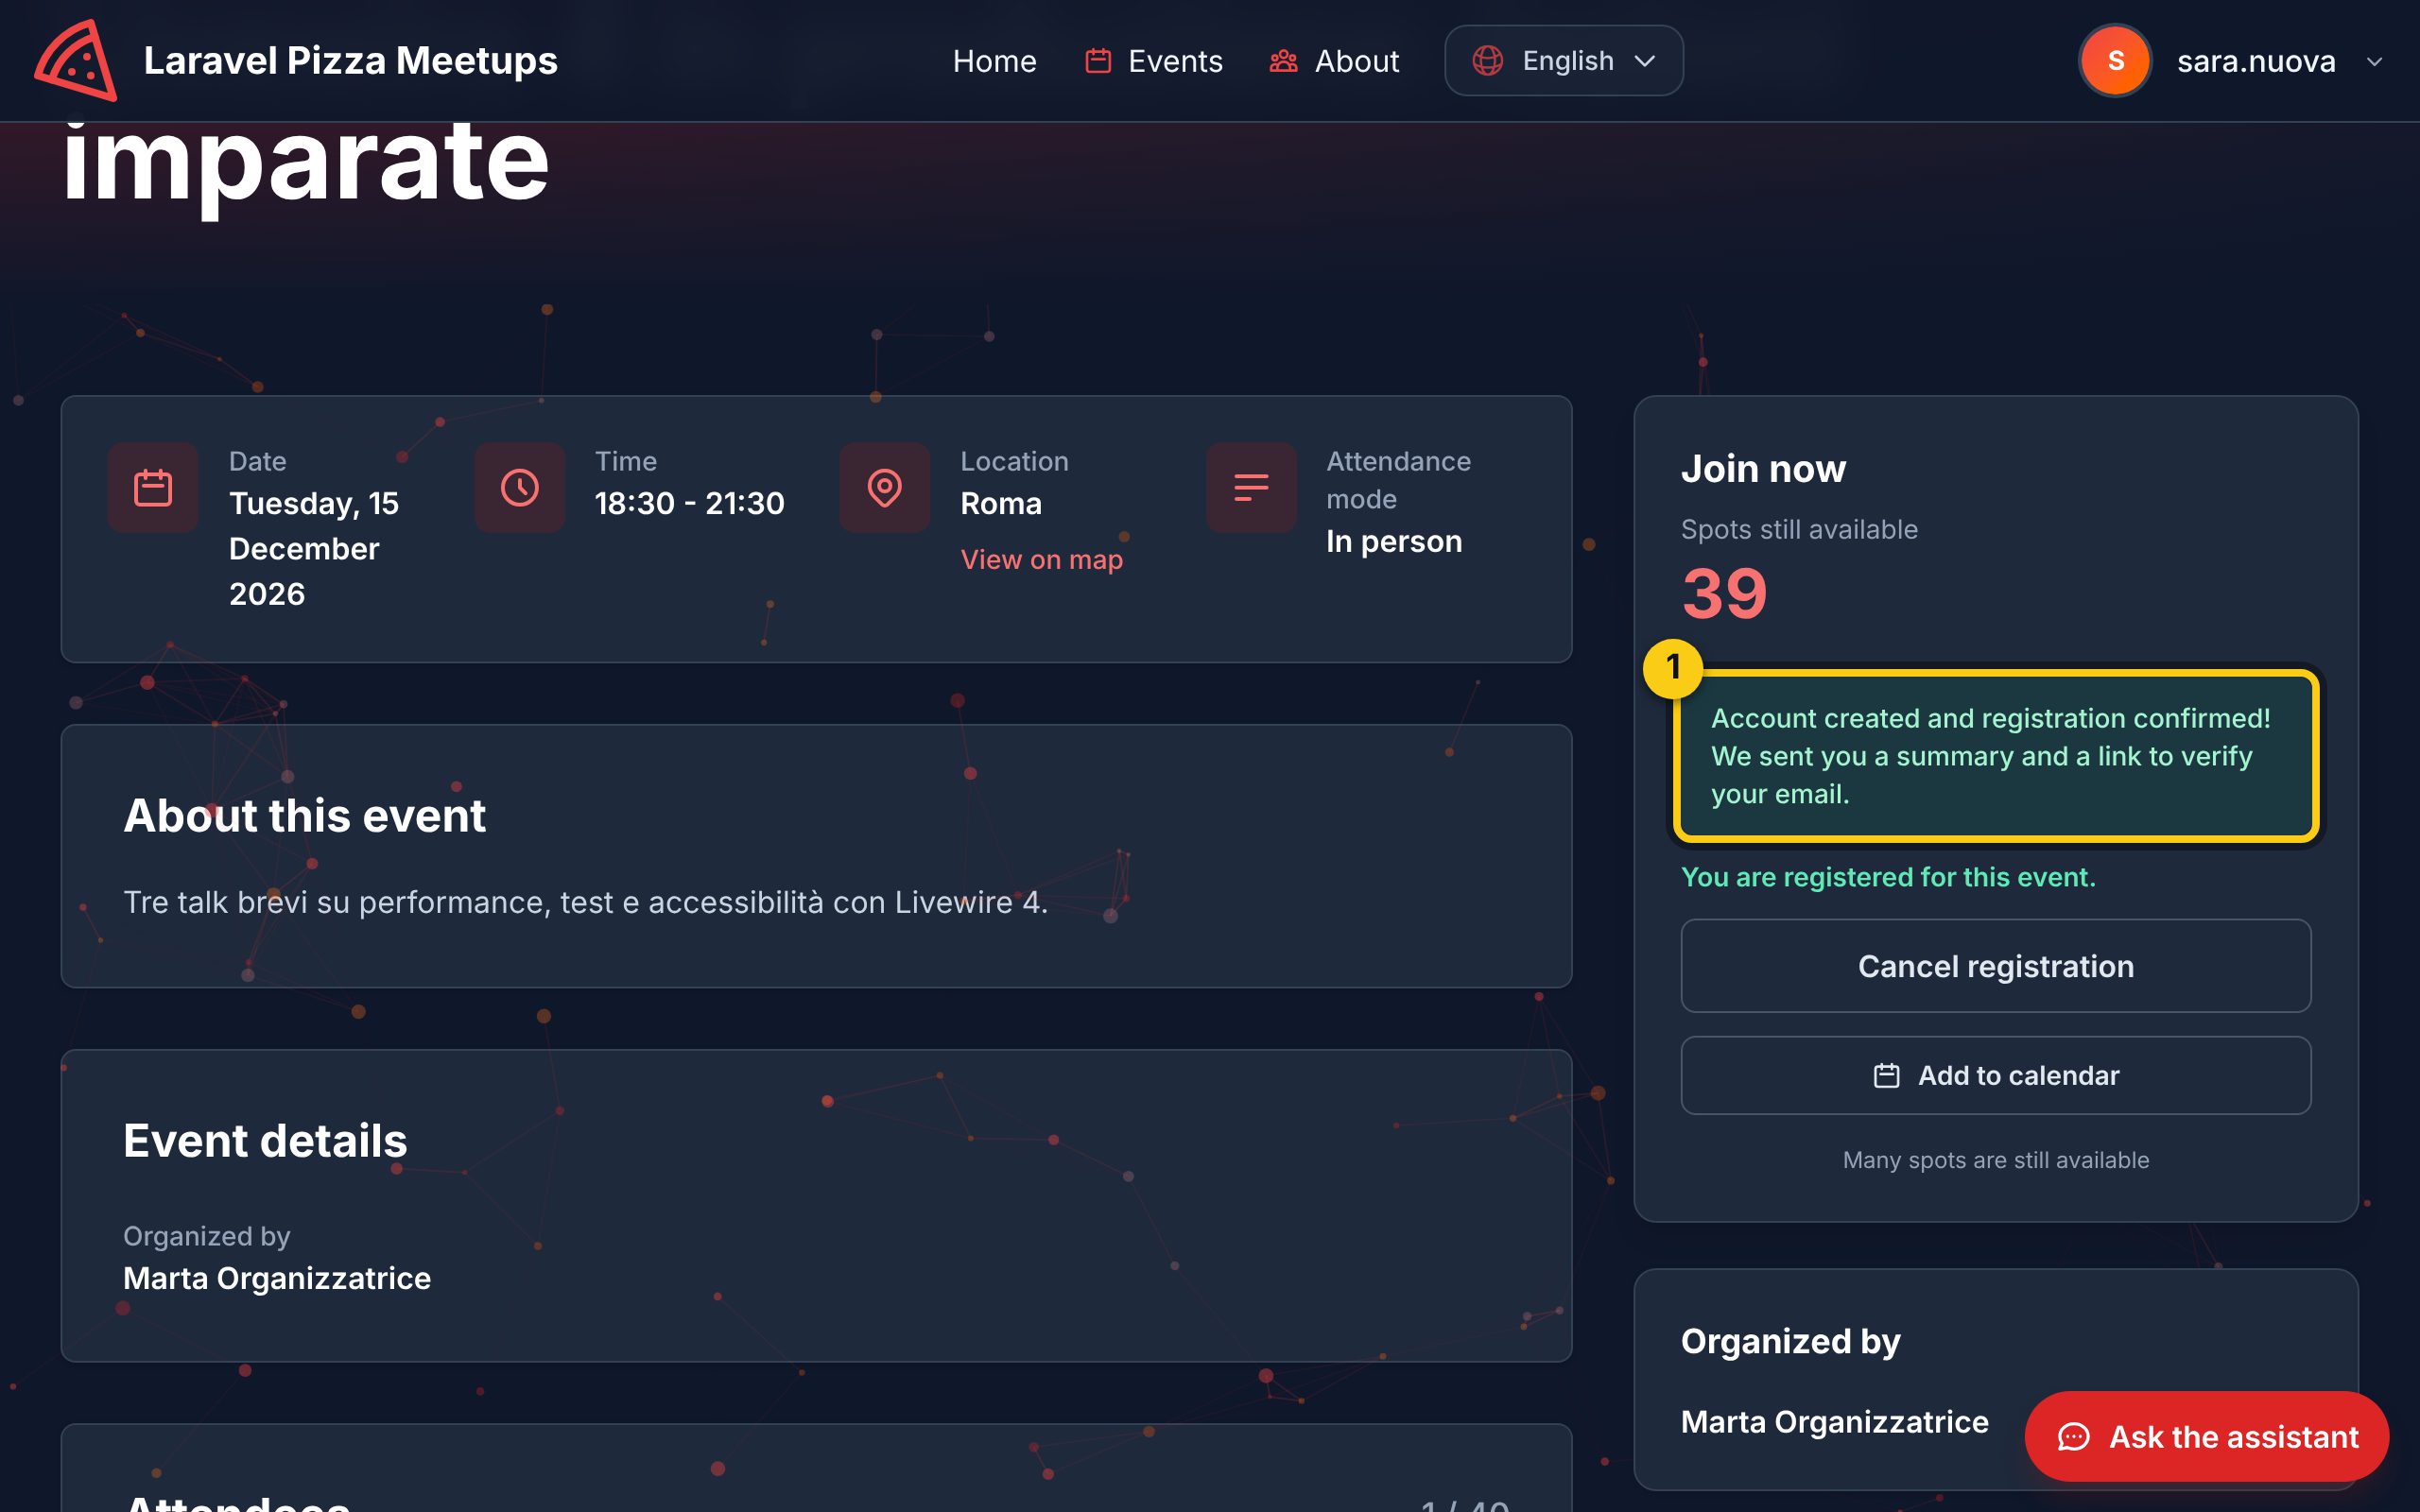 Laravel Pizza Meetups
Home
Events
About
English
S
sara.nuova
imparate
Date
Tuesday, 15
December
2026
Time
18:30 - 21:30
Location
Roma
View on map
Attendance
mode
In person
About this event
Tre talk brevi su performance, test e accessibilità con Livewire 4.
Event details
Organized by
Marta Organizzatrice
Attendees
1 / 40
Join now
Spots still available
39
1
Account created and registration confirmed!
We sent you a summary and a link to verify
your email.
You are registered for this event.
Cancel registration
Add to calendar
Many spots are still available
Organized by
Marta Organizzatrice
Ask the assistant